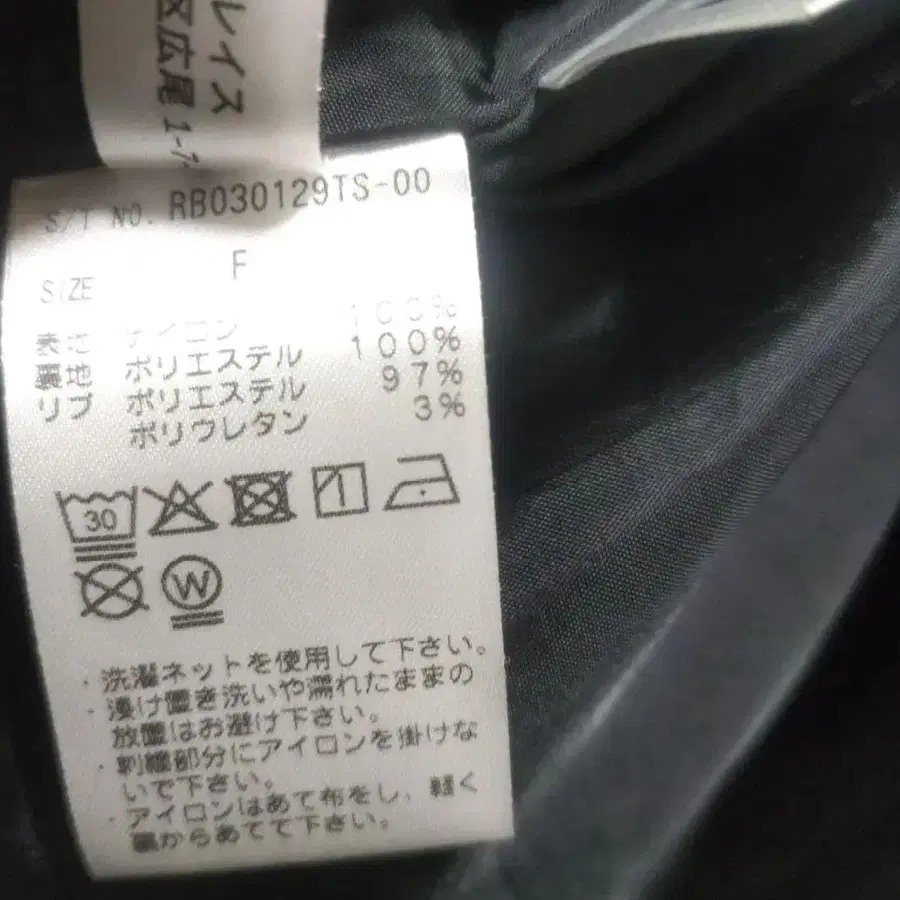 レイス
区広尾 1-7
S/T NO. RB030129TS-00
SIZE F
表地 ナイロン 100%
裏地 ポリエステル 100%
リブ ポリエステル 97%
ポリウレタン 3%
30
W
・洗濯ネットを使用して下さい。
・浸け置き洗いや濡れたままの
放置はお避け下さい。
・刺繍部分にアイロンを掛けな
いで下さい。
・アイロンはあて布をし、軽く
裏からあてて下さい。